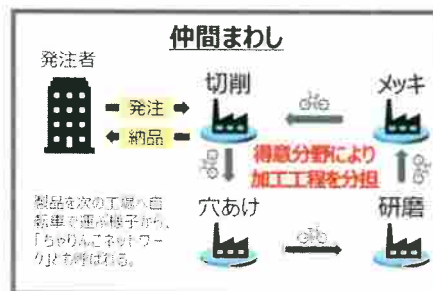 仲間まわし
発注者
切削
メッキ
発注
納品
得意分野により
加工工程を分担
穴あけ
研磨
製品を次の工場へ自
転車で運ぶ様子から、
「ちゃりんこネットワー
ク」とも呼ばれる。